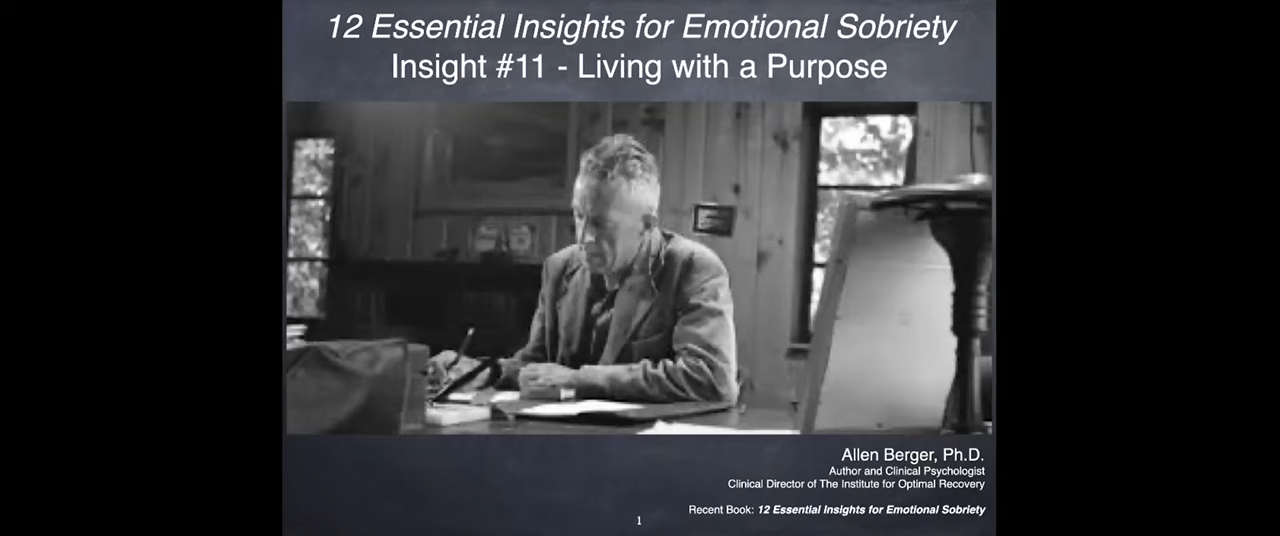 12 Essential Insights for Emotional Sobriety
Insight #11 - Living with a Purpose
Allen Berger, Ph.D.
Author and Clinical Psychologist
Clinical Director of The Institute for Optimal Recovery
Recent Book: 12 Essential Insights for Emotional Sobriety
1